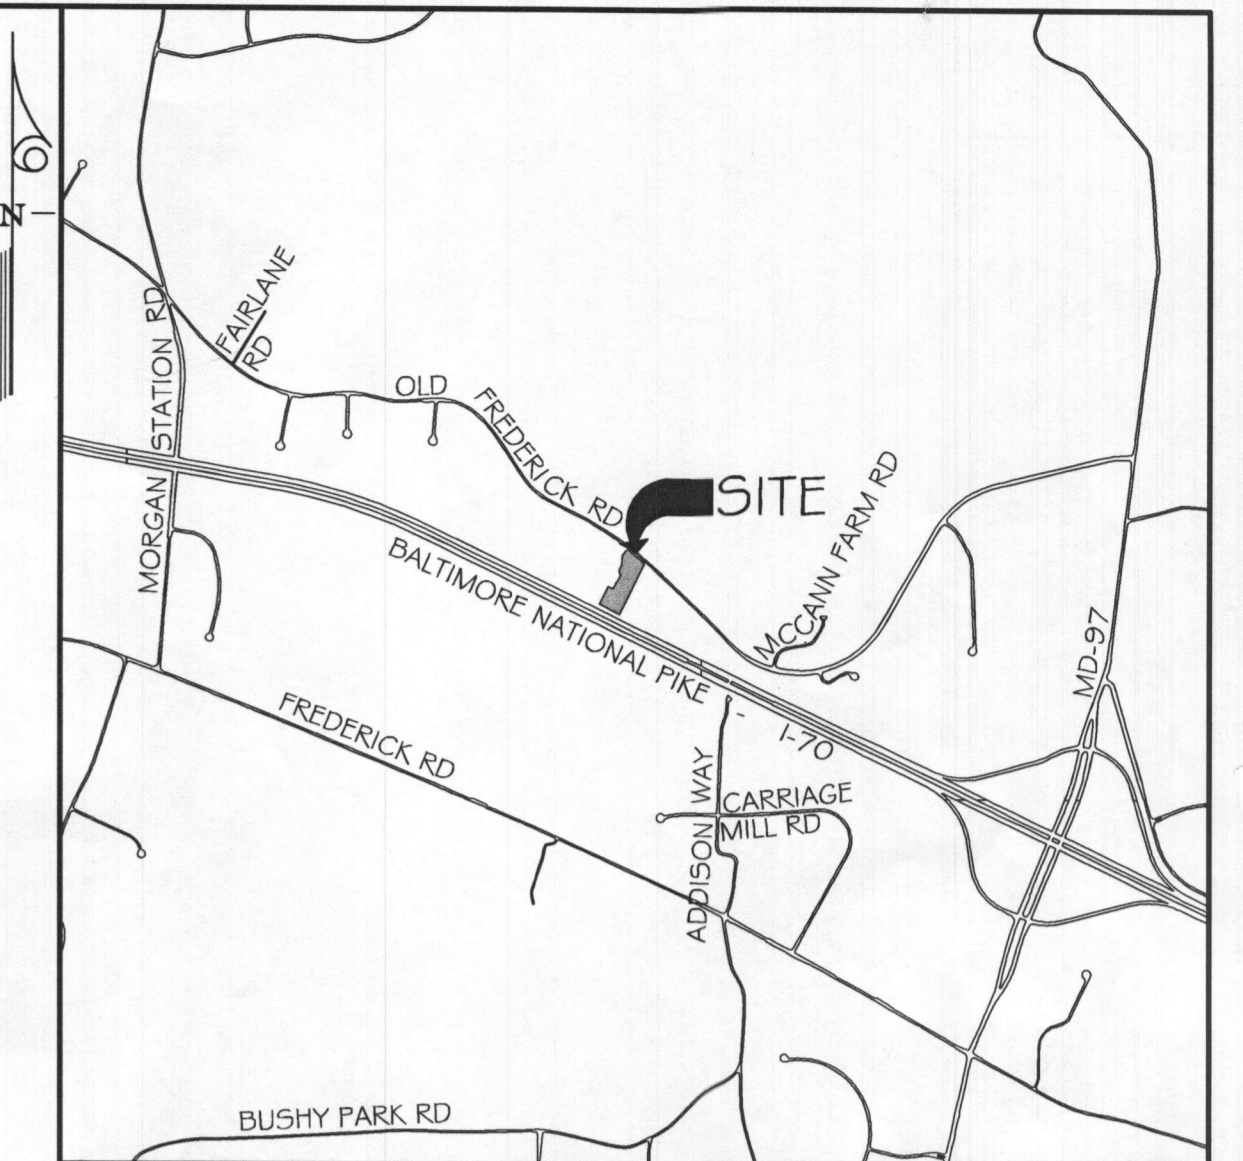 N
FAIRLANE
RD
MORGAN STATION RD
OLD FREDERICK RD
SITE
McCANN FARM RD
BALTIMORE NATIONAL PIKE - I-70
MD-97
FREDERICK RD
ADDISON WAY
CARRIAGE
MILL RD
BUSHY PARK RD